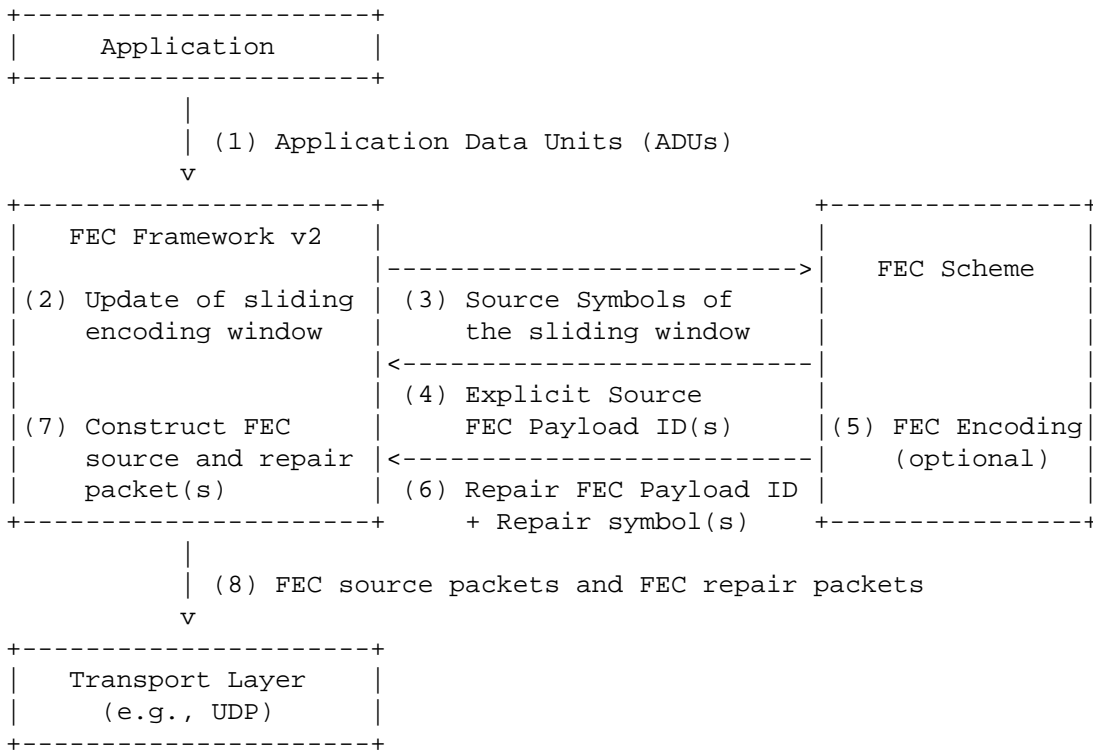 Application
(1) Application Data Units (ADUs)
v
FEC Framework v2
> FEC Scheme
(2) Update of sliding (3) Source Symbols of
encoding window the sliding window
<
(4) Explicit Source
(7) Construct FEC FEC Payload ID(s) (5) FEC Encoding
source and repair < (optional)
packet(s) (6) Repair FEC Payload ID
+ Repair symbol(s)
(8) FEC source packets and FEC repair packets
v
Transport Layer
(e.g., UDP)